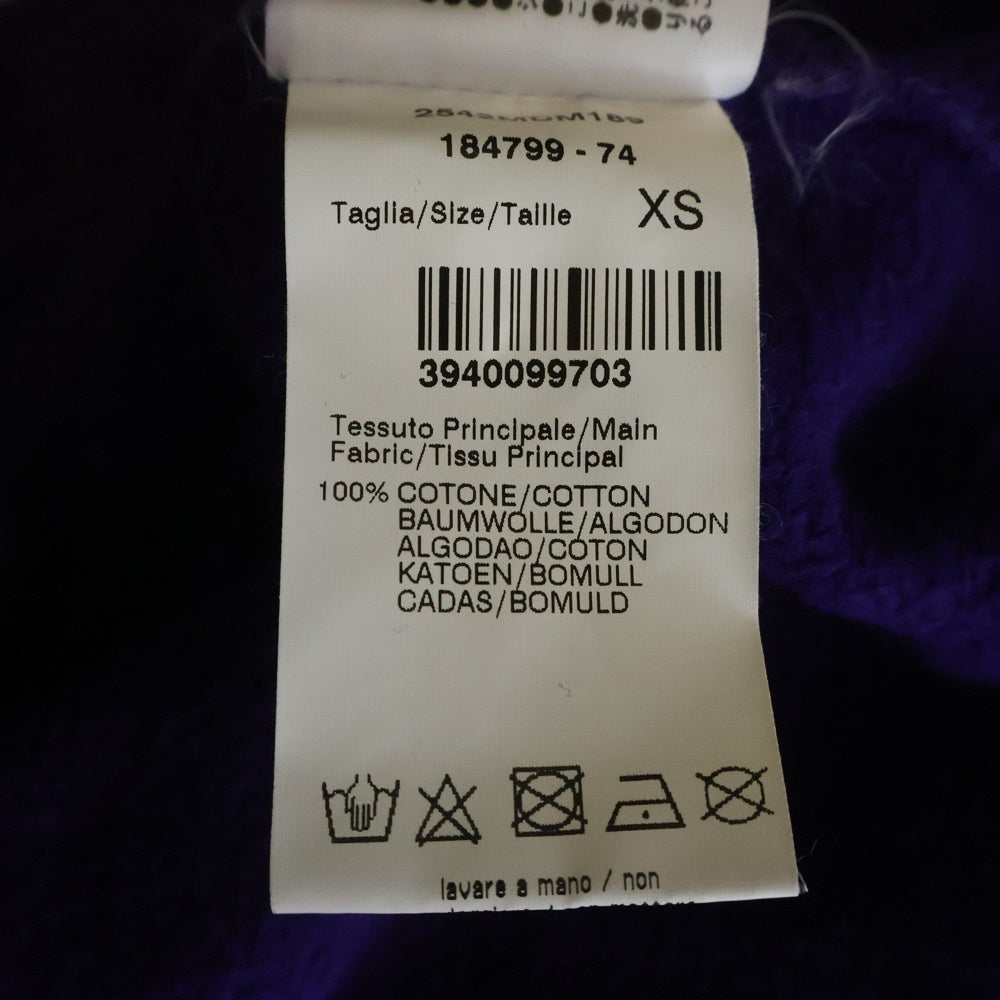 184799 - 74
Taglia/Size/Taille XS
3940099703
Tessuto Principale/Main
Fabric/Tissu Principal
100% COTONE/COTTON
BAUMWOLLE/ALGODON
ALGODAO/COTON
KATOEN/BOMULL
CADAS/BOMULD
lavare a mano / non